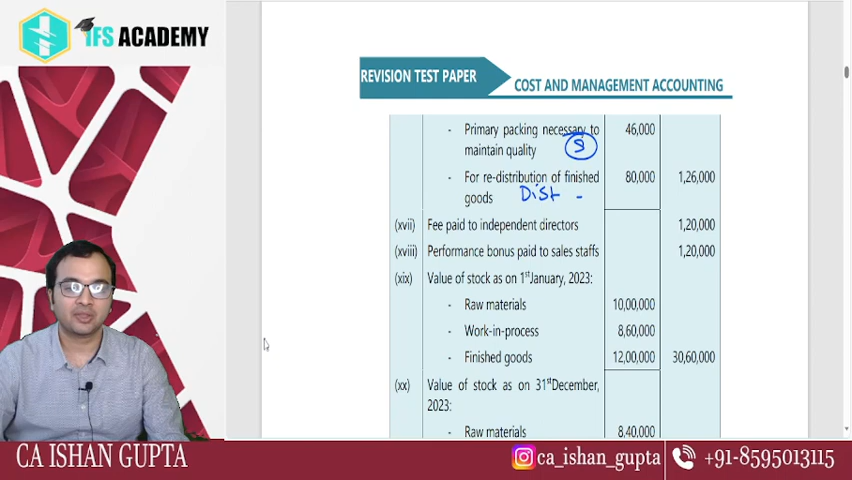 IFS ACADEMY
REVISION TEST PAPER
COST AND MANAGEMENT ACCOUNTING
- Primary packing necessary to 46,000
maintain quality
- For re-distribution of finished 80,000 1,26,000
goods Dist -
(xvii) Fee paid to independent directors 1,20,000
(xviii) Performance bonus paid to sales staffs 1,20,000
(xix) Value of stock as on 1stJanuary, 2023:
- Raw materials 10,00,000
- Work-in-process 8,60,000
- Finished goods 12,00,000 30,60,000
(xx) Value of stock as on 31stDecember,
2023:
- Raw materials 8,40,000
CA ISHAN GUPTA
ca_ishan_gupta
+91-8595013115